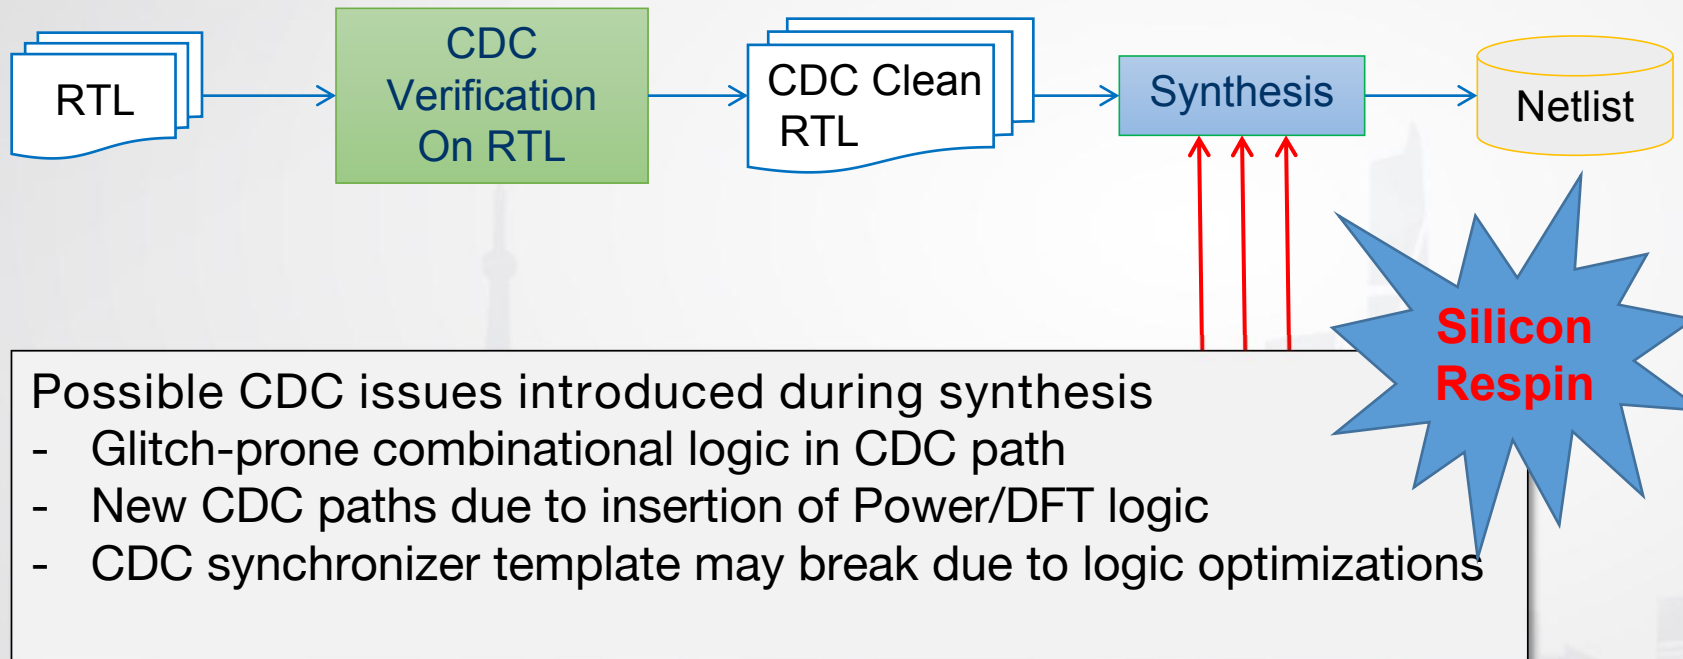 RTL
CDC
Verification
On RTL
CDC Clean
RTL
Synthesis
Netlist
Silicon
Respin
Possible CDC issues introduced during synthesis
- Glitch-prone combinational logic in CDC path
- New CDC paths due to insertion of Power/DFT logic
- CDC synchronizer template may break due to logic optimizations